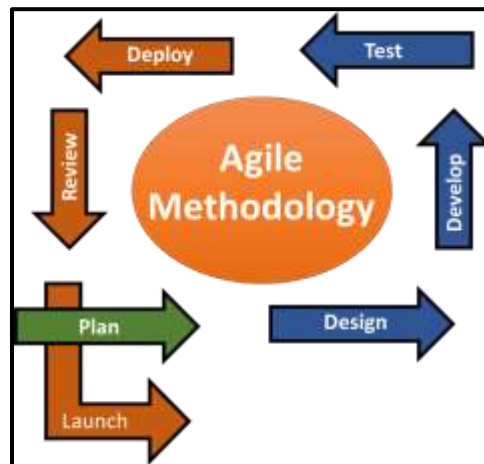 Deploy
Test
Review
Agile
Methodology
Develop
Plan
Design
Launch